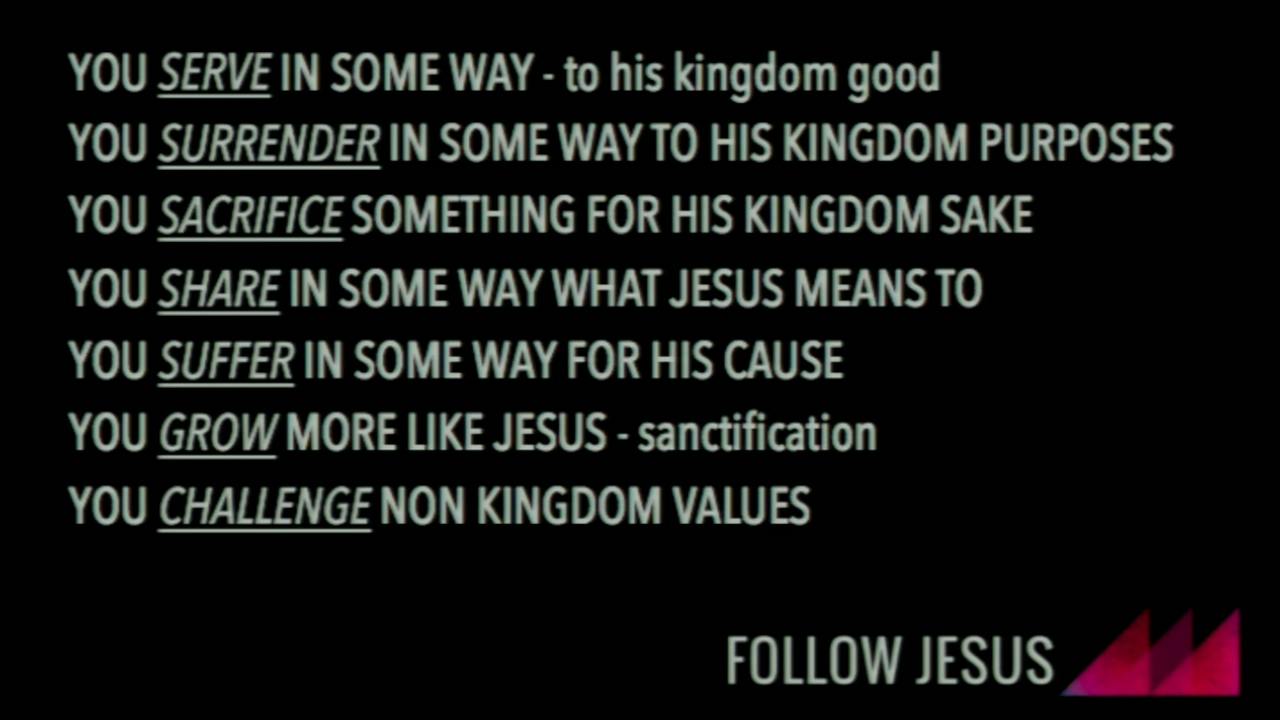 YOU SERVE IN SOME WAY - to his kingdom good
YOU SURRENDER IN SOME WAY TO HIS KINGDOM PURPOSES
YOU SACRIFICE SOMETHING FOR HIS KINGDOM SAKE
YOU SHARE IN SOME WAY WHAT JESUS MEANS TO
YOU SUFFER IN SOME WAY FOR HIS CAUSE
YOU GROW MORE LIKE JESUS - sanctification
YOU CHALLENGE NON KINGDOM VALUES
FOLLOW JESUS